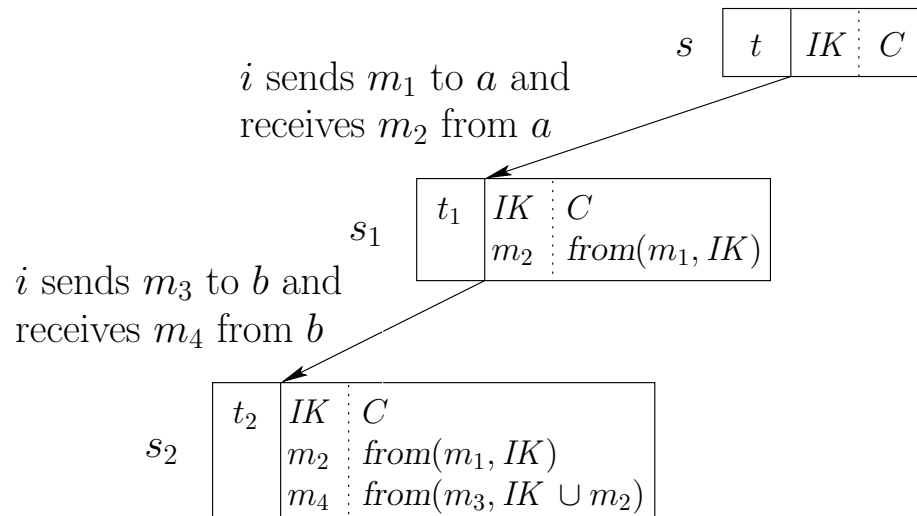 s t IK C
i sends m₁ to a and
receives m₂ from a
s₁ t₁ IK C
m₂ from(m₁, IK)
i sends m₃ to b and
receives m₄ from b
s₂ t₂ IK C
m₂ from(m₁, IK)
m₄ from(m₃, IK ∪ m₂)